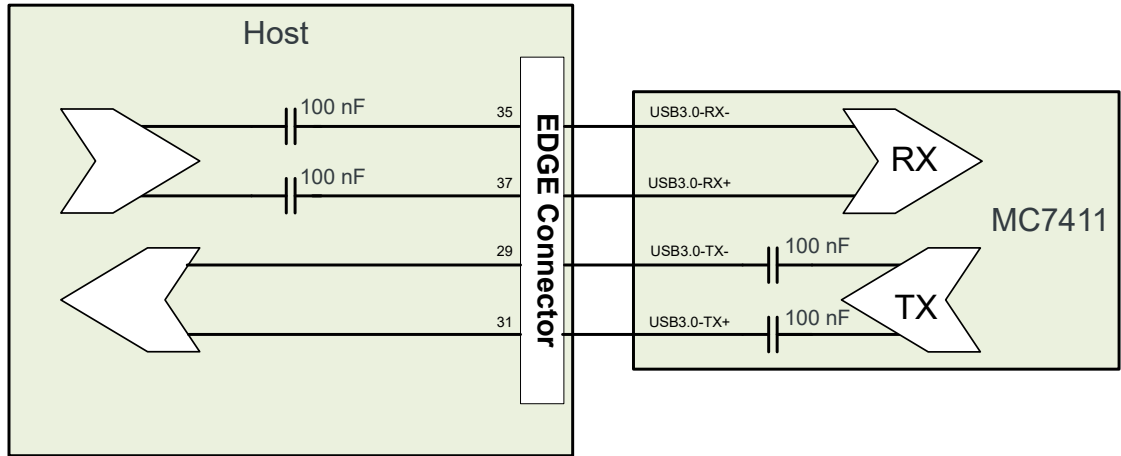 Host
100 nF
35
USB3.0-RX-
100 nF
37
USB3.0-RX+
RX
EDGE Connector
MC7411
29
USB3.0-TX-
100 nF
31
USB3.0-TX+
100 nF
TX